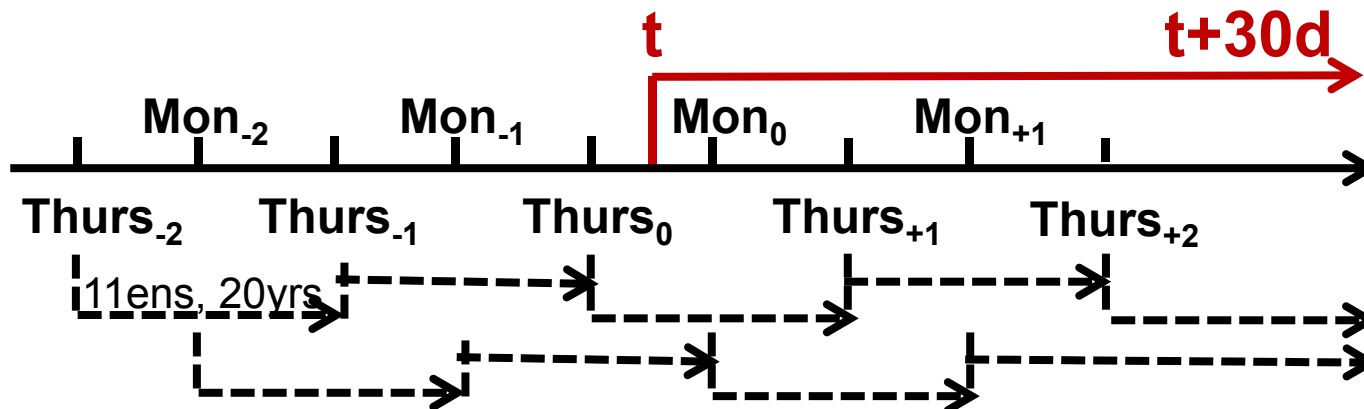 t t+30d
Mon-2 Mon-1 Mon0 Mon+1
Thurs-2 Thurs-1 Thurs0 Thurs+1 Thurs+2
11ens, 20yrs